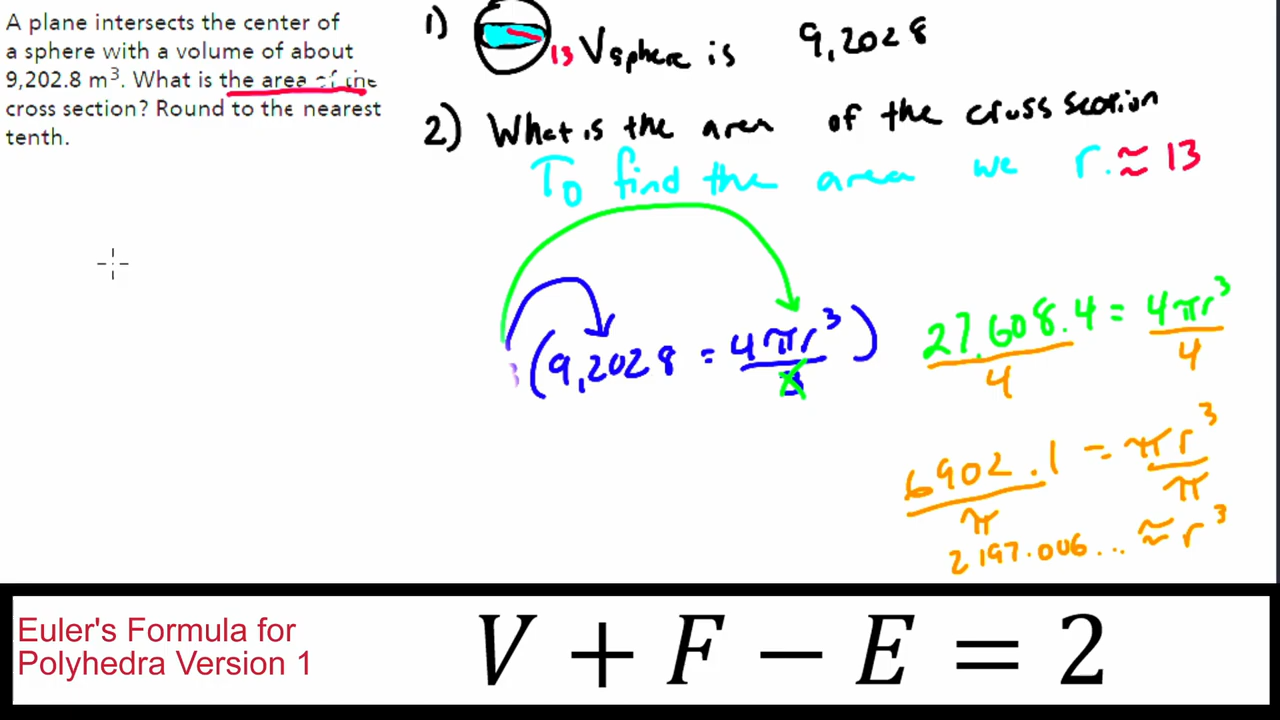 A plane intersects the center of
a sphere with a volume of about
9,202.8 m³. What is the area of the
cross section? Round to the nearest
tenth.
1)
13 Vsphere is 9,2028
2) What is the area of the cross section
To find the area we r. ≈ 13
3 (9,2028 = 4πr³/3)
27,608.4/4 = 4πr³/4
6902.1/π = πr³/π
2197.006... ≈ r³
Euler's Formula for
Polyhedra Version 1
V + F − E = 2